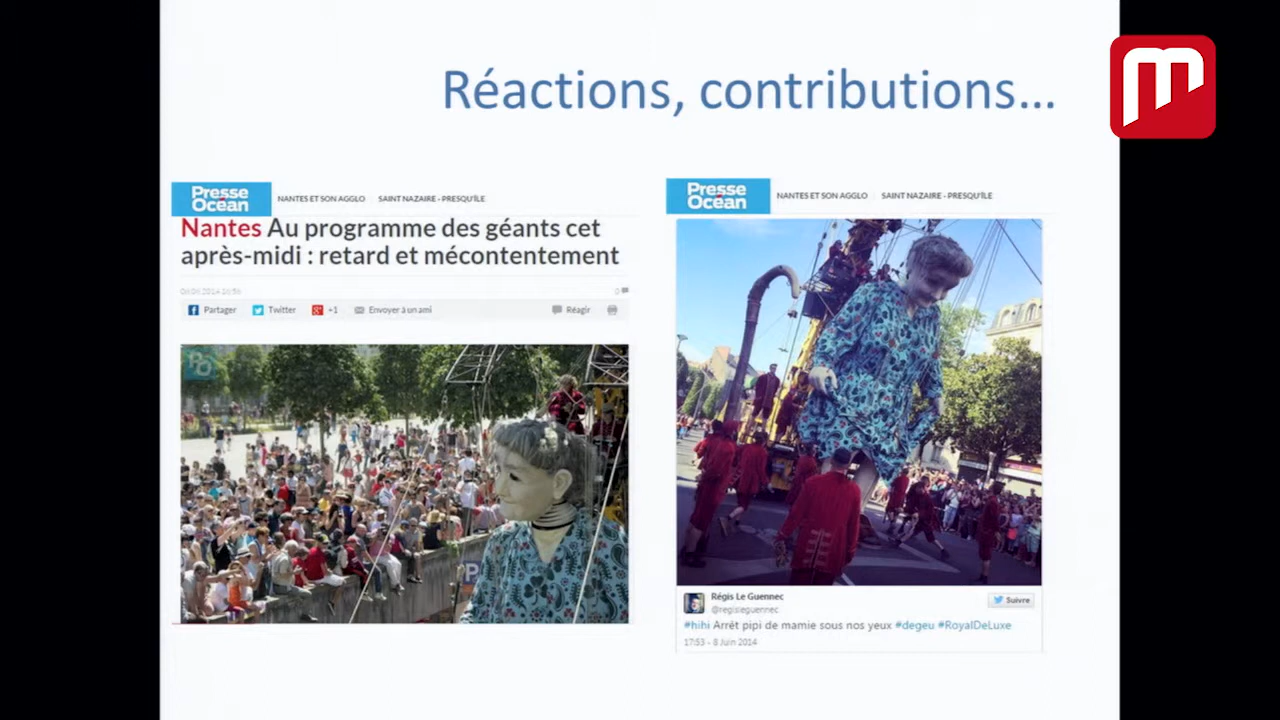 Réactions, contributions...
Presse
Océan
NANTES ET SON AGGLO
SAINT NAZAIRE - PRESQU'ÎLE
Nantes Au programme des géants cet
après-midi : retard et mécontentement
Partager
Twitter
+1
Envoyer à un ami
Réagir
PO
Presse
Océan
NANTES ET SON AGGLO
SAINT NAZAIRE - PRESQU'ÎLE
Régis Le Guennec
@regisleguennec
Suivre
#hihi Arrêt pipi de mamie sous nos yeux #degeu #RoyalDeLuxe
17:53 - 8 Juin 2014